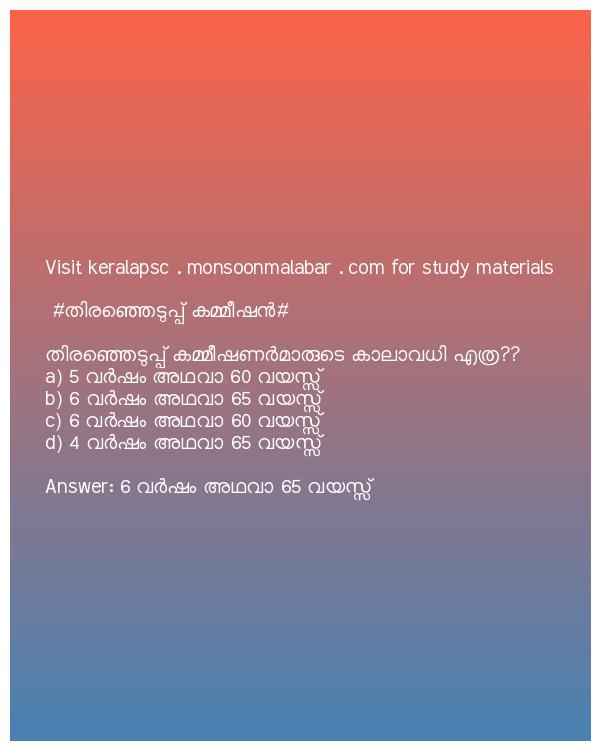 Visit keralapsc . monsoonmalabar . com for study materials
#തിരഞ്ഞെടുപ്പ് കമ്മീഷൻ#
തിരഞ്ഞെടുപ്പ് കമ്മീഷണർമാരുടെ കാലാവധി എത്ര??
a) 5 വർഷം അഥവാ 60 വയസ്സ്
b) 6 വർഷം അഥവാ 65 വയസ്സ്
c) 6 വർഷം അഥവാ 60 വയസ്സ്
d) 4 വർഷം അഥവാ 65 വയസ്സ്
Answer: 6 വർഷം അഥവാ 65 വയസ്സ്